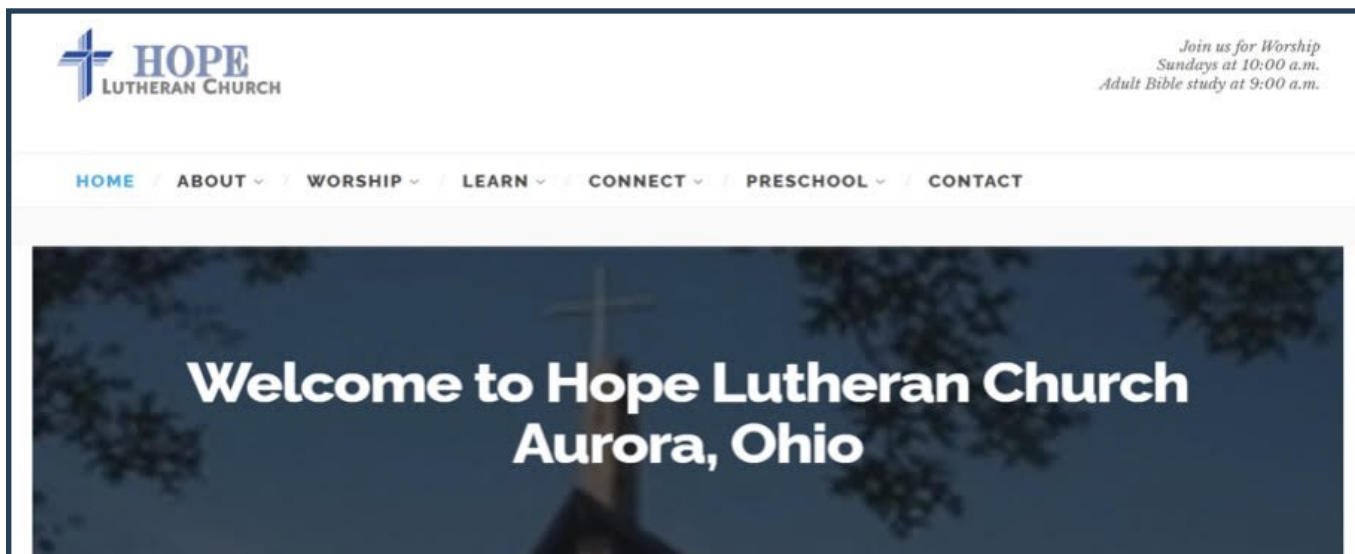 HOPE
LUTHERAN CHURCH
Join us for Worship
Sundays at 10:00 a.m.
Adult Bible study at 9:00 a.m.
HOME / ABOUT / WORSHIP / LEARN / CONNECT / PRESCHOOL / CONTACT
Welcome to Hope Lutheran Church
Aurora, Ohio